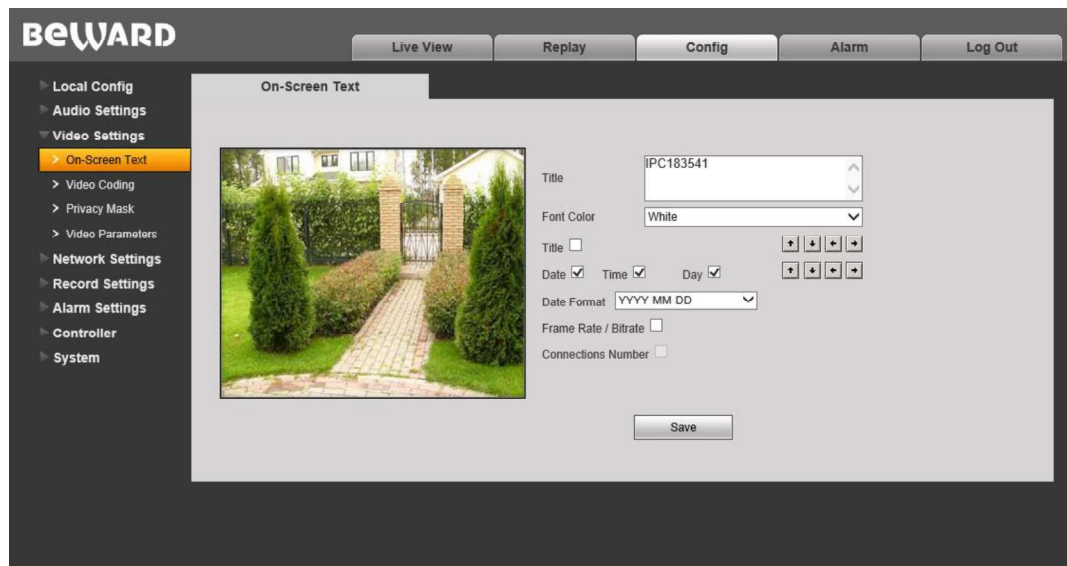 BEWARD
Live View
Replay
Config
Alarm
Log Out
Local Config
Audio Settings
Video Settings
On-Screen Text
Video Coding
Privacy Mask
Video Parameters
Network Settings
Record Settings
Alarm Settings
Controller
System
On-Screen Text
Title
IPC183541
Font Color
White
Title
Date
Time
Day
Date Format
YYYY MM DD
Frame Rate / Bitrate
Connections Number
Save